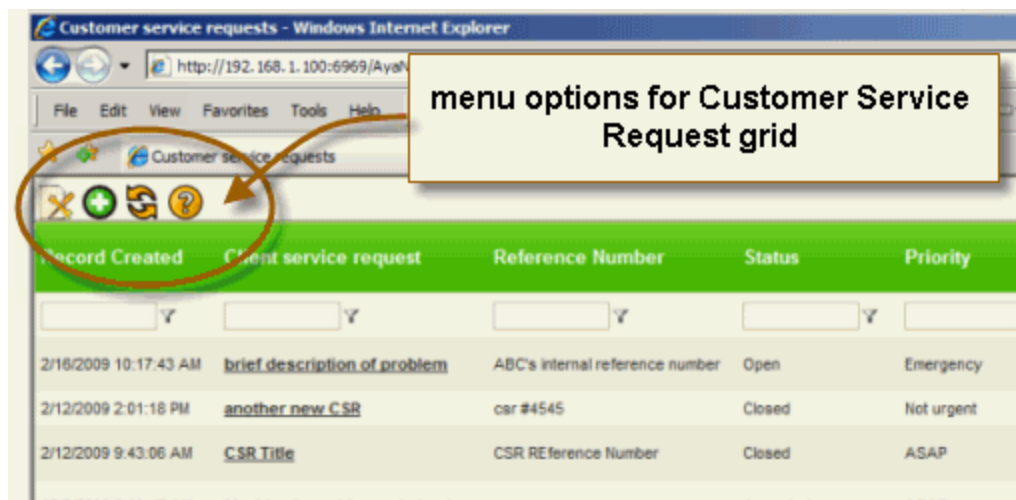 Customer service requests - Windows Internet Explorer
http://192.168.1.100:6969/Aya
File Edit View Favorites Tools Help
Customer service requests
menu options for Customer Service
Request grid
Record Created Client service request Reference Number Status Priority
2/16/2009 10:17:43 AM brief description of problem ABC's internal reference number Open Emergency
2/12/2009 2:01:18 PM another new CSR csr #4545 Closed Not urgent
2/12/2009 9:43:06 AM CSR Title CSR REference Number Closed ASAP